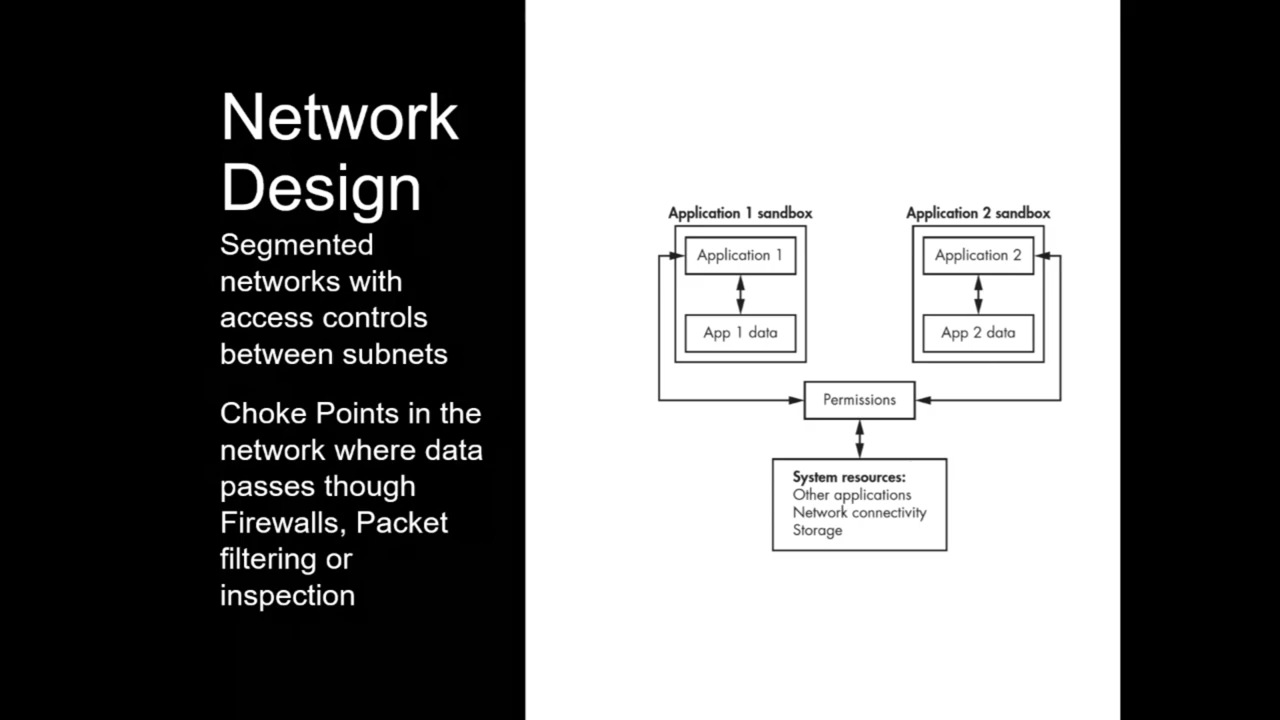 Network
Design
Segmented
networks with
access controls
between subnets
Choke Points in the
network where data
passes though
Firewalls, Packet
filtering or
inspection
Application 1 sandbox
Application 1
App 1 data
Application 2 sandbox
Application 2
App 2 data
Permissions
System resources:
Other applications
Network connectivity
Storage